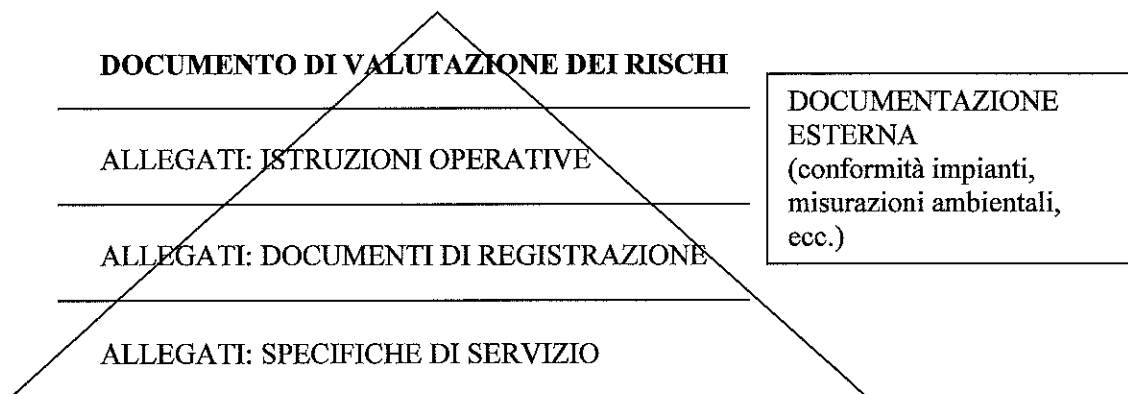 DOCUMENTO DI VALUTAZIONE DEI RISCHI
ALLEGATI: ISTRUZIONI OPERATIVE
ALLEGATI: DOCUMENTI DI REGISTRAZIONE
ALLEGATI: SPECIFICHE DI SERVIZIO
DOCUMENTAZIONE
ESTERNA
(conformità impianti,
misurazioni ambientali,
ecc.)